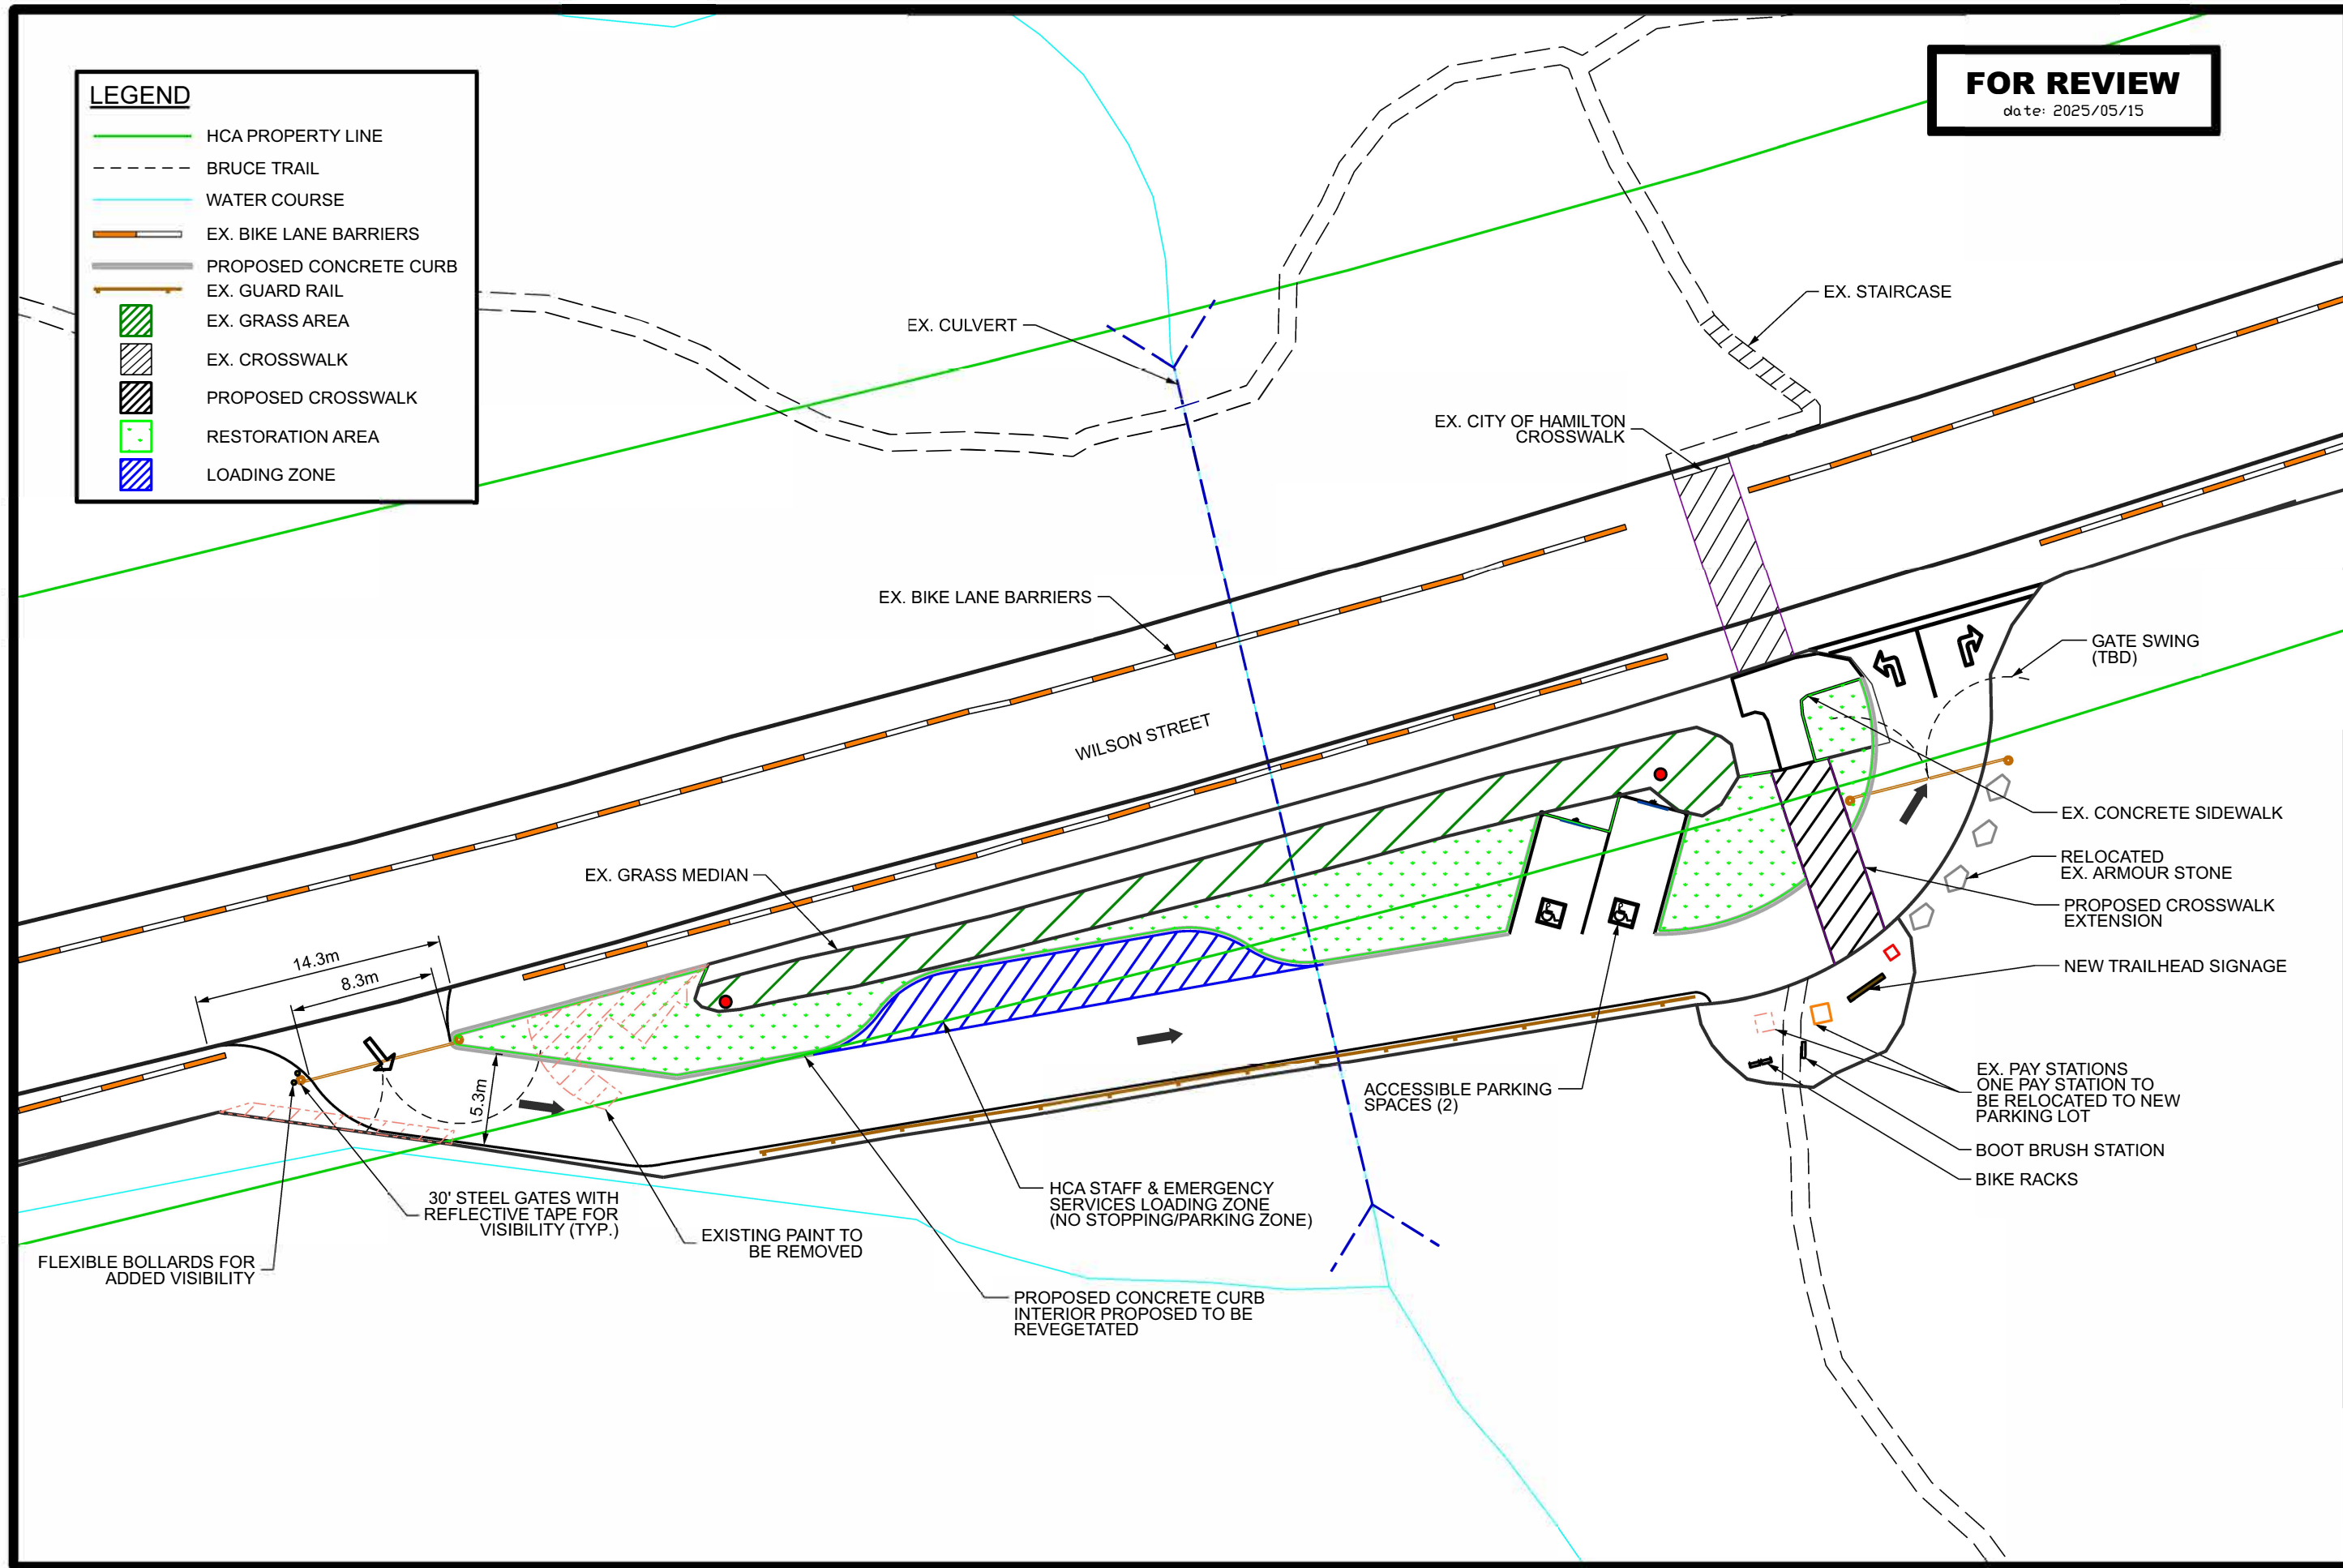 LEGEND
HCA PROPERTY LINE
BRUCE TRAIL
WATER COURSE
EX. BIKE LANE BARRIERS
PROPOSED CONCRETE CURB
EX. GUARD RAIL
EX. GRASS AREA
EX. CROSSWALK
PROPOSED CROSSWALK
RESTORATION AREA
LOADING ZONE
FOR REVIEW
date: 2025/05/15
EX. STAIRCASE
EX. CULVERT
EX. CITY OF HAMILTON
CROSSWALK
EX. BIKE LANE BARRIERS
GATE SWING
(TBD)
WILSON STREET
EX. CONCRETE SIDEWALK
RELOCATED
EX. ARMOUR STONE
EX. GRASS MEDIAN
PROPOSED CROSSWALK
EXTENSION
14.3m
8.3m
NEW TRAILHEAD SIGNAGE
5.3m
ACCESSIBLE PARKING
SPACES (2)
EX. PAY STATIONS
ONE PAY STATION TO
BE RELOCATED TO NEW
PARKING LOT
BOOT BRUSH STATION
BIKE RACKS
HCA STAFF & EMERGENCY
SERVICES LOADING ZONE
(NO STOPPING/PARKING ZONE)
30' STEEL GATES WITH
REFLECTIVE TAPE FOR
VISIBILITY (TYP.)
EXISTING PAINT TO
BE REMOVED
FLEXIBLE BOLLARDS FOR
ADDED VISIBILITY
PROPOSED CONCRETE CURB
INTERIOR PROPOSED TO BE
REVEGETATED